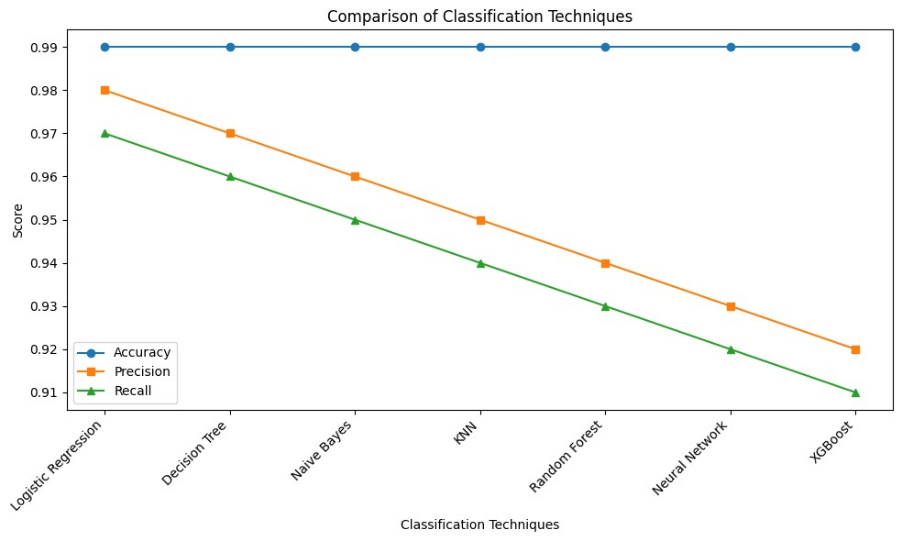 Comparison of Classification Techniques
0.99
0.98
0.97
0.96
0.95
0.94
0.93
0.92
0.91
Score
Accuracy
Precision
Recall
Logistic Regression
Decision Tree
Naive Bayes
KNN
Random Forest
Neural Network
XGBoost
Classification Techniques